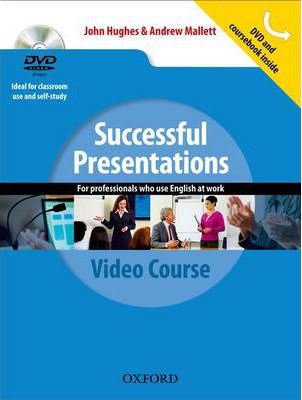 John Hughes & Andrew Mallett
DVD and
coursebook inside
DVD
VIDEO
Ideal for classroom
use and self-study
Successful
Presentations
For professionals who use English at work
Video Course
OXFORD